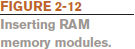 FIGURE 2-12
Inserting RAM
memory modules.